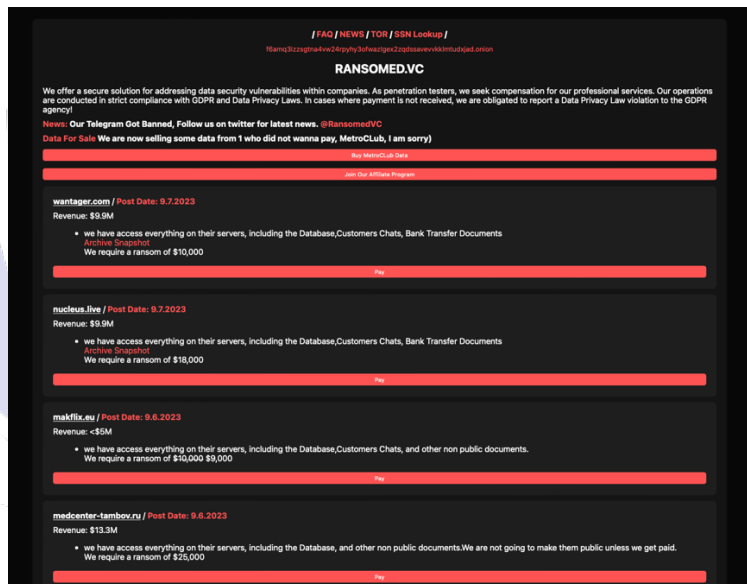 / FAQ / NEWS / TOR / SSN Lookup /
f6amq3izzsgtna4vw24rpyhy3ofwazlgex2zqdssavevvkklmtudxjad.onion
RANSOMED.VC
We offer a secure solution for addressing data security vulnerabilities within companies. As penetration testers, we seek compensation for our professional services. Our operations
are conducted in strict compliance with GDPR and Data Privacy Laws. In cases where payment is not received, we are obligated to report a Data Privacy Law violation to the GDPR
agency!
News: Our Telegram Got Banned, Follow us on twitter for latest news. @RansomedVC
Data For Sale We are now selling some data from 1 who did not wanna pay, MetroCLub, I am sorry)
Buy MetroCLub Data
Join Our Affiliate Program
wantager.com / Post Date: 9.7.2023
Revenue: $9.9M
we have access everything on their servers, including the Database,Customers Chats, Bank Transfer Documents
Archive Snapshot
We require a ransom of $10,000
Pay
nucleus.live / Post Date: 9.7.2023
Revenue: $9.9M
we have access everything on their servers, including the Database,Customers Chats, Bank Transfer Documents
Archive Snapshot
We require a ransom of $18,000
Pay
makflix.eu / Post Date: 9.6.2023
Revenue: <$5M
we have access everything on their servers, including the Database,Customers Chats, and other non public documents.
We require a ransom of $10,000 $9,000
Pay
medcenter-tambov.ru / Post Date: 9.6.2023
Revenue: $13.3M
we have access everything on their servers, including the Database, and other non public documents.We are not going to make them public unless we get paid.
We require a ransom of $25,000
Pay